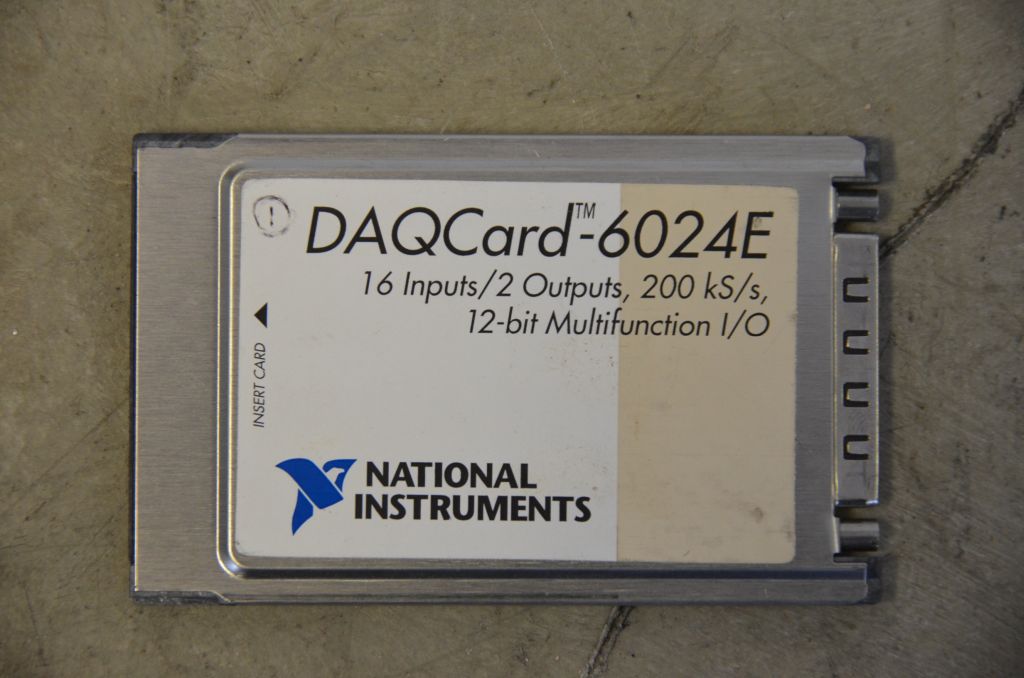 DAQCard™-6024E
16 Inputs/2 Outputs, 200 kS/s,
12-bit Multifunction I/O
INSERT CARD
NATIONAL
INSTRUMENTS